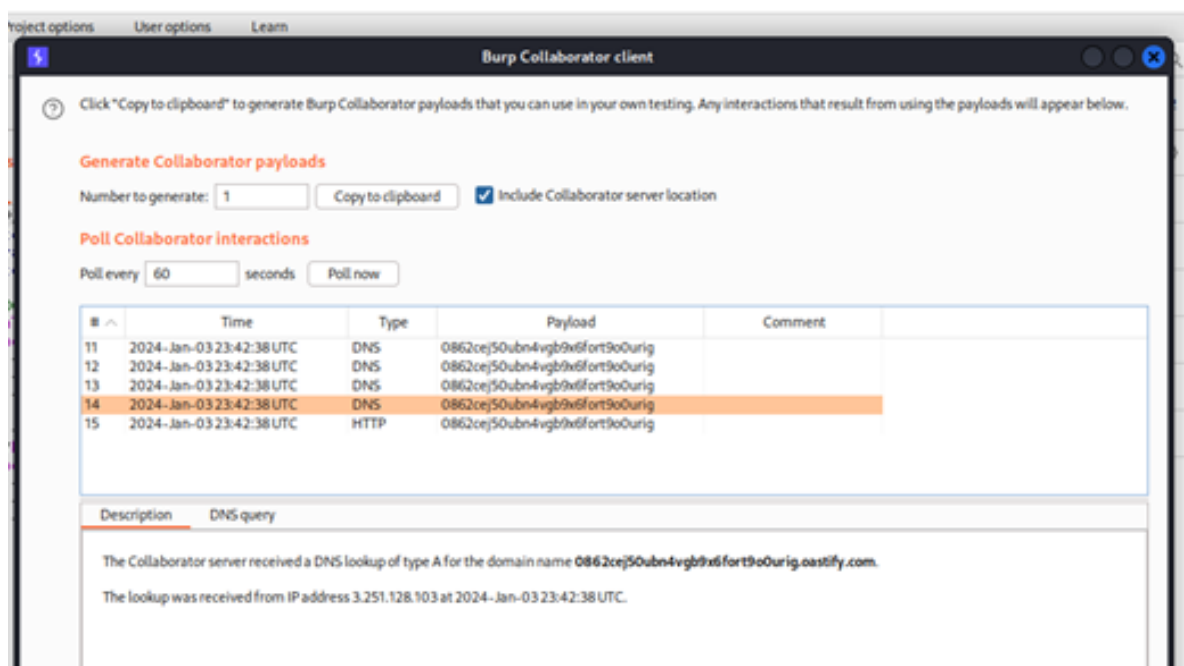 Project options User options Learn
Burp Collaborator client
Click "Copy to clipboard" to generate Burp Collaborator payloads that you can use in your own testing. Any interactions that result from using the payloads will appear below.
Generate Collaborator payloads
Number to generate: 1 Copy to clipboard Include Collaborator server location
Poll Collaborator interactions
Poll every 60 seconds Poll now
# Time Type Payload Comment
11 2024-Jan-03 23:42:38 UTC DNS 0862cej50ubn4vgb9x6fort9o0urig
12 2024-Jan-03 23:42:38 UTC DNS 0862cej50ubn4vgb9x6fort9o0urig
13 2024-Jan-03 23:42:38 UTC DNS 0862cej50ubn4vgb9x6fort9o0urig
14 2024-Jan-03 23:42:38 UTC DNS 0862cej50ubn4vgb9x6fort9o0urig
15 2024-Jan-03 23:42:38 UTC HTTP 0862cej50ubn4vgb9x6fort9o0urig
Description DNS query
The Collaborator server received a DNS lookup of type A for the domain name 0862cej50ubn4vgb9x6fort9o0urig.oastify.com.
The lookup was received from IP address 3.251.128.103 at 2024-Jan-03 23:42:38 UTC.